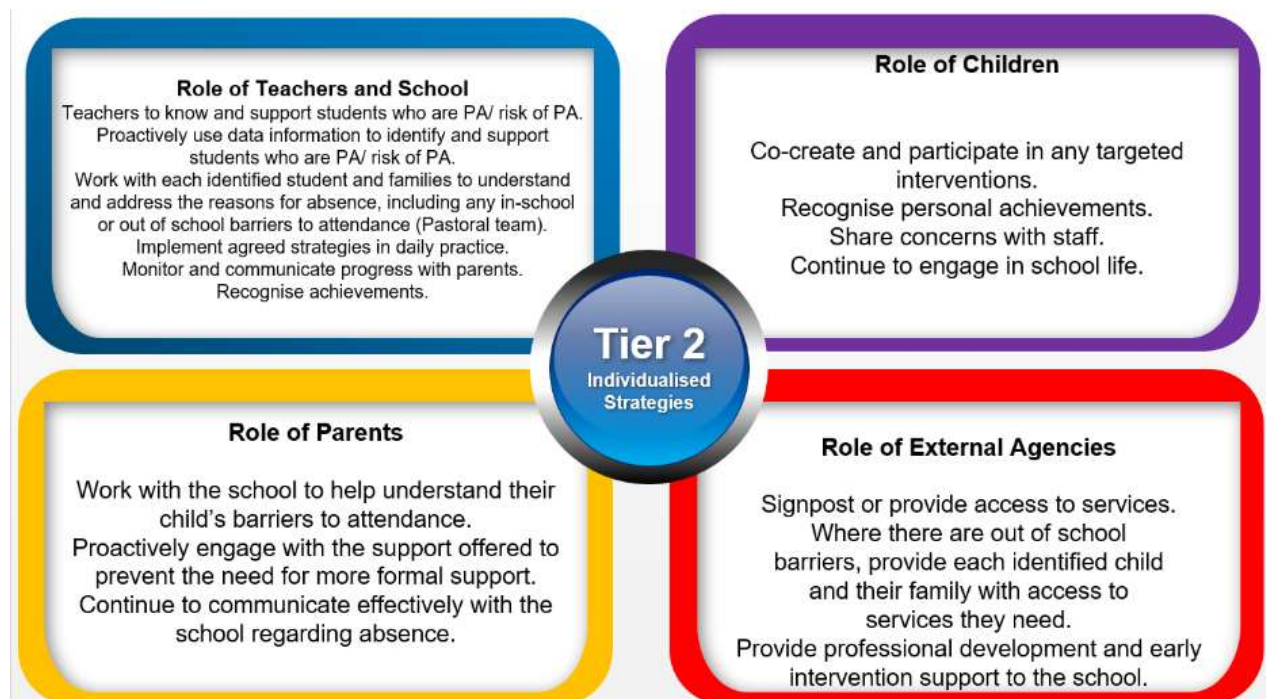 Role of Teachers and School
Teachers to know and support students who are PA/ risk of PA.
Proactively use data information to identify and support
students who are PA/ risk of PA.
Work with each identified student and families to understand
and address the reasons for absence, including any in-school
or out of school barriers to attendance (Pastoral team).
Implement agreed strategies in daily practice.
Monitor and communicate progress with parents.
Recognise achievements.
Role of Children
Co-create and participate in any targeted
interventions.
Recognise personal achievements.
Share concerns with staff.
Continue to engage in school life.
Tier 2
Individualised
Strategies
Role of Parents
Work with the school to help understand their
child's barriers to attendance.
Proactively engage with the support offered to
prevent the need for more formal support.
Continue to communicate effectively with the
school regarding absence.
Role of External Agencies
Signpost or provide access to services.
Where there are out of school
barriers, provide each identified child
and their family with access to
services they need.
Provide professional development and early
intervention support to the school.